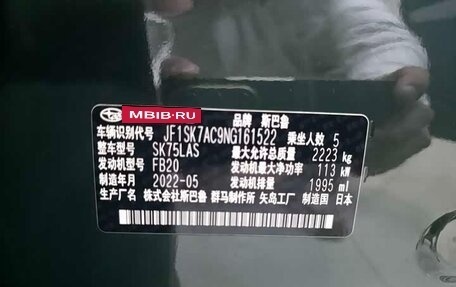 MBIB.RU
品牌 斯巴鲁
车辆识别代号 JF1SK7AC9NG161522 乘坐人数 5
整车型号 SK75LAS 最大允许总质量 2223 kg
发动机型号 FB20 发动机最大净功率 113 kW
制造年月 2022-05 发动机排量 1995 ml
生产厂名 株式会社斯巴鲁 群马制作所 矢岛工厂 制造国 日本